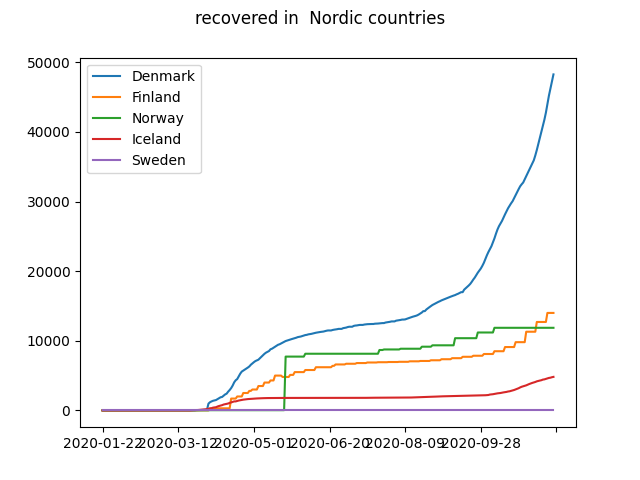 recovered in  Nordic countries
50000
40000
30000
20000
10000
0
Denmark
Finland
Norway
Iceland
Sweden
2020-01-22 2020-03-12 2020-05-01 2020-06-20 2020-08-09 2020-09-28